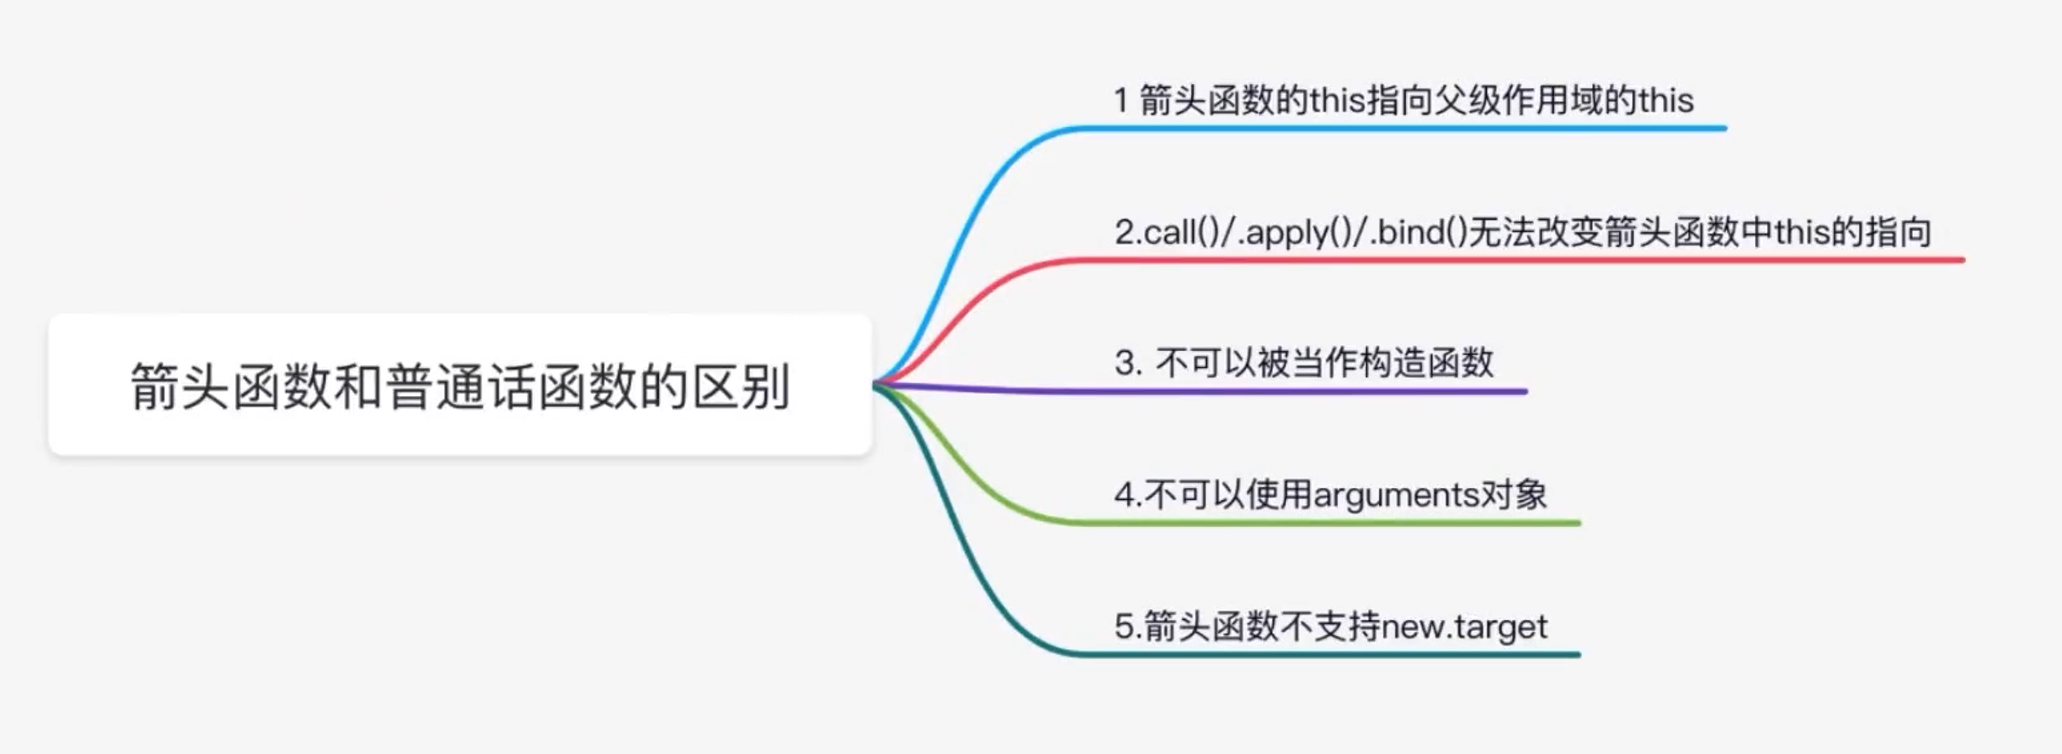 箭头函数和普通话函数的区别
1 箭头函数的this指向父级作用域的this
2.call()/.apply()/.bind()无法改变箭头函数中this的指向
3. 不可以被当作构造函数
4.不可以使用arguments对象
5.箭头函数不支持new.target